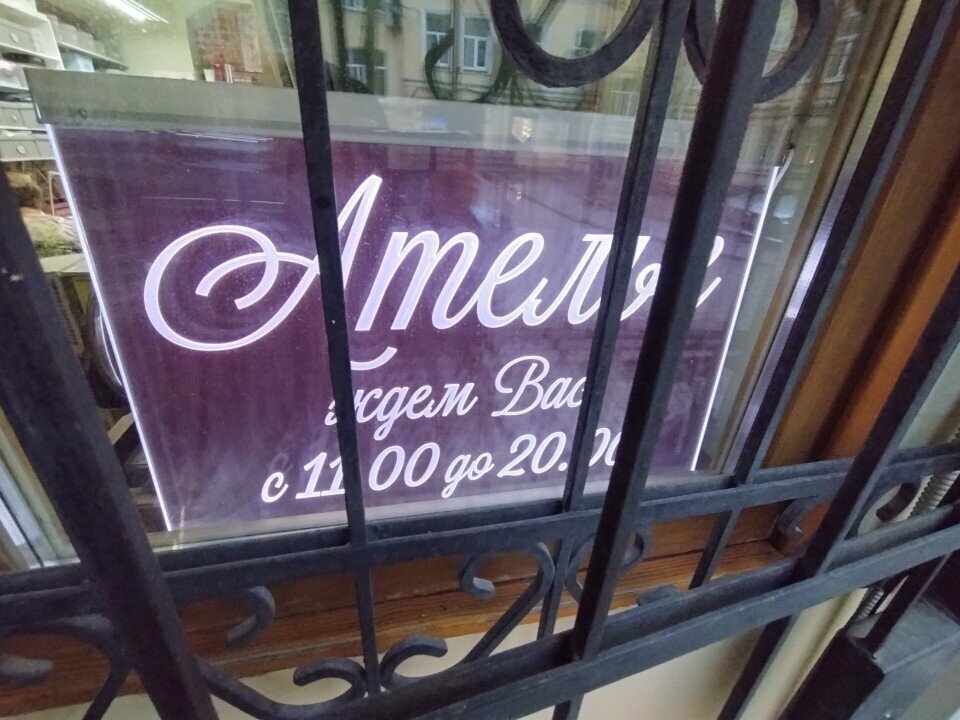 Ателье
ждем Вас
с 11.00 до 20.00